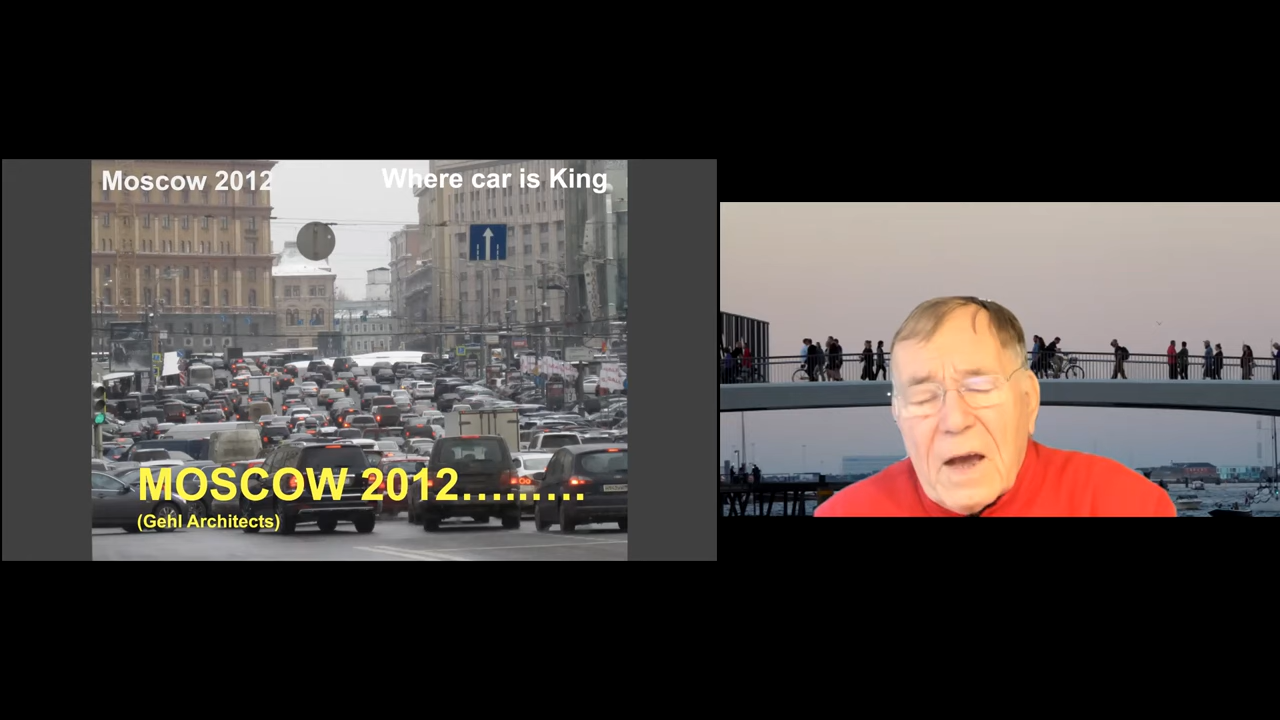 Moscow 2012
Where car is King
MOSCOW 2012.........
(Gehl Architects)